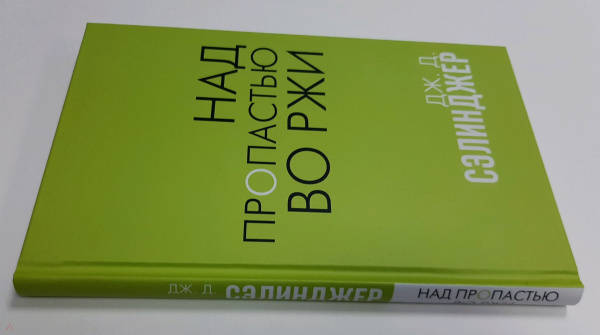 НАД
ПРОПАСТЬЮ
ВО РЖИ
ДЖ. Д.
СЭЛИНДЖЕР
ДЖ. Д. СЭЛИНДЖЕР
НАД ПРОПАСТЬЮ